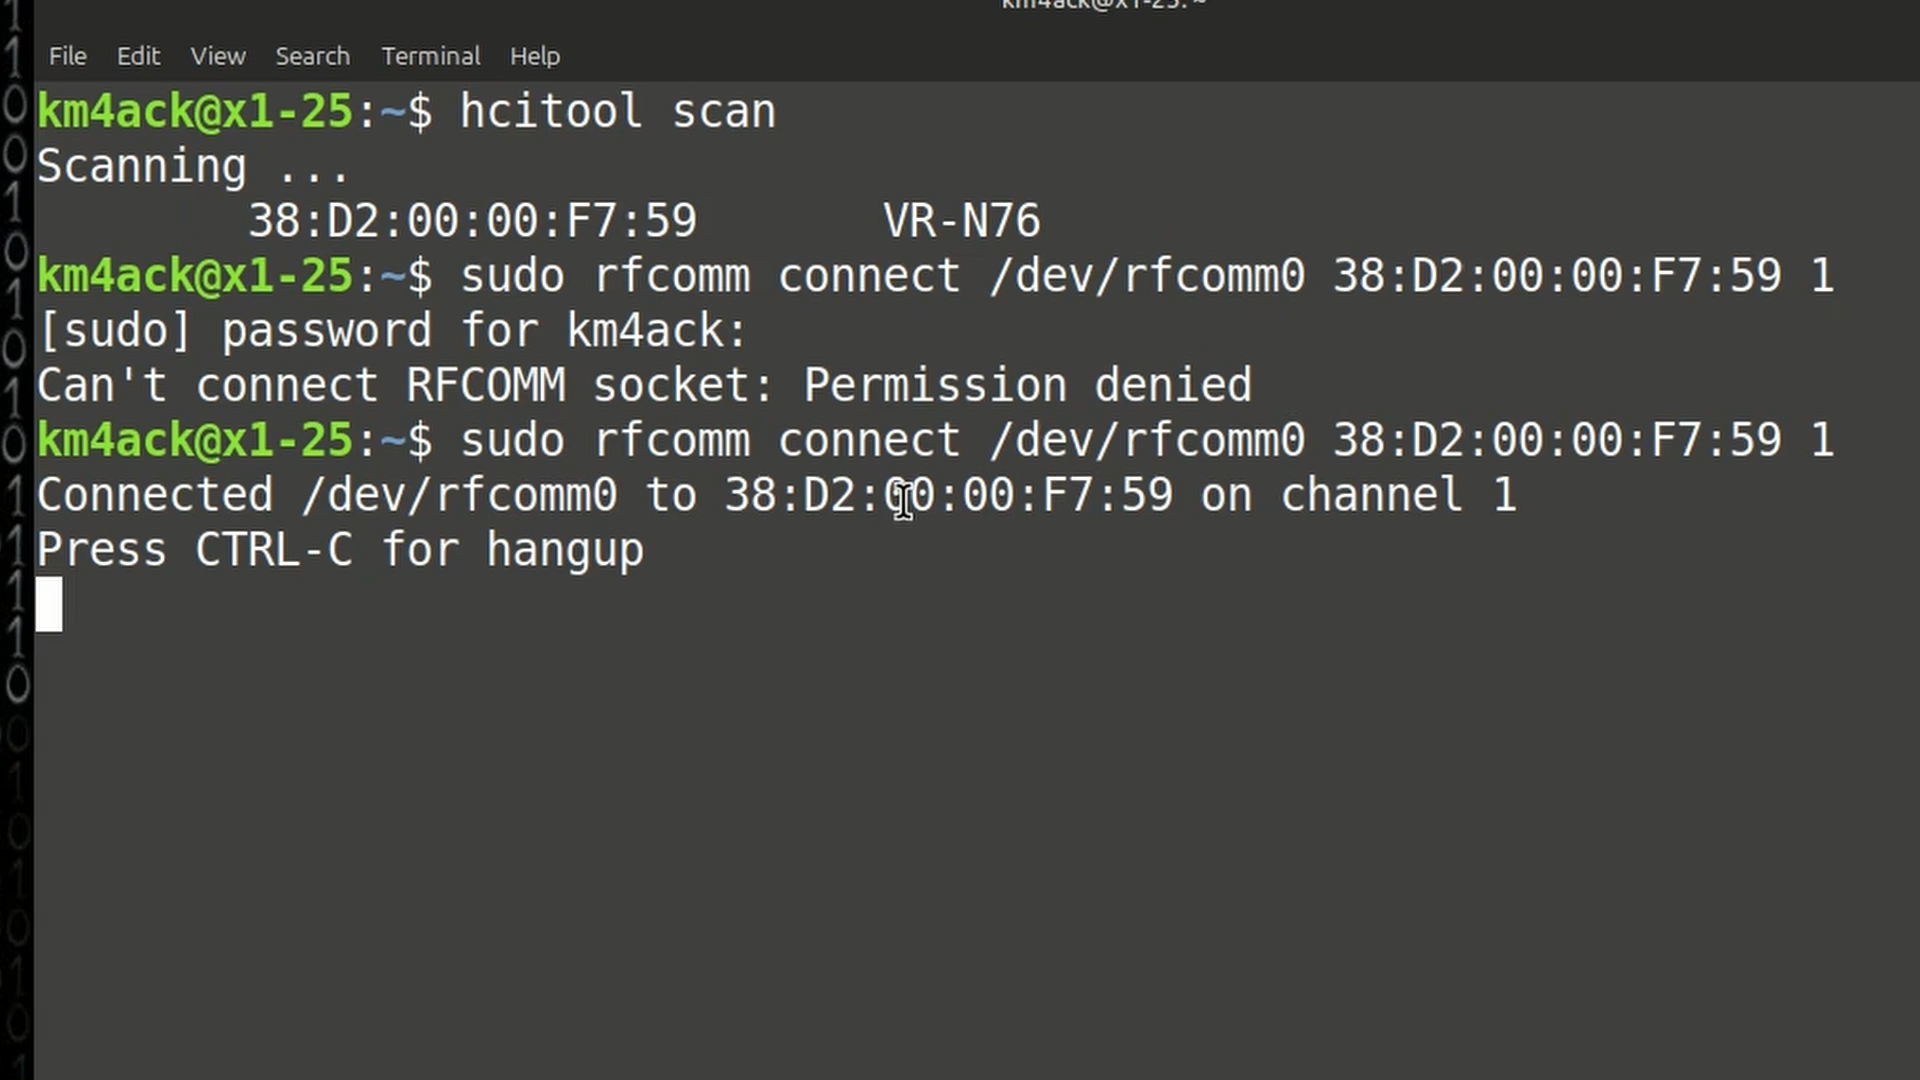 km4ack@x1-25: ~
File Edit View Search Terminal Help
km4ack@x1-25:~$ hcitool scan
Scanning ...
38:D2:00:00:F7:59 VR-N76
km4ack@x1-25:~$ sudo rfcomm connect /dev/rfcomm0 38:D2:00:00:F7:59 1
[sudo] password for km4ack:
Can't connect RFCOMM socket: Permission denied
km4ack@x1-25:~$ sudo rfcomm connect /dev/rfcomm0 38:D2:00:00:F7:59 1
Connected /dev/rfcomm0 to 38:D2:00:00:F7:59 on channel 1
Press CTRL-C for hangup